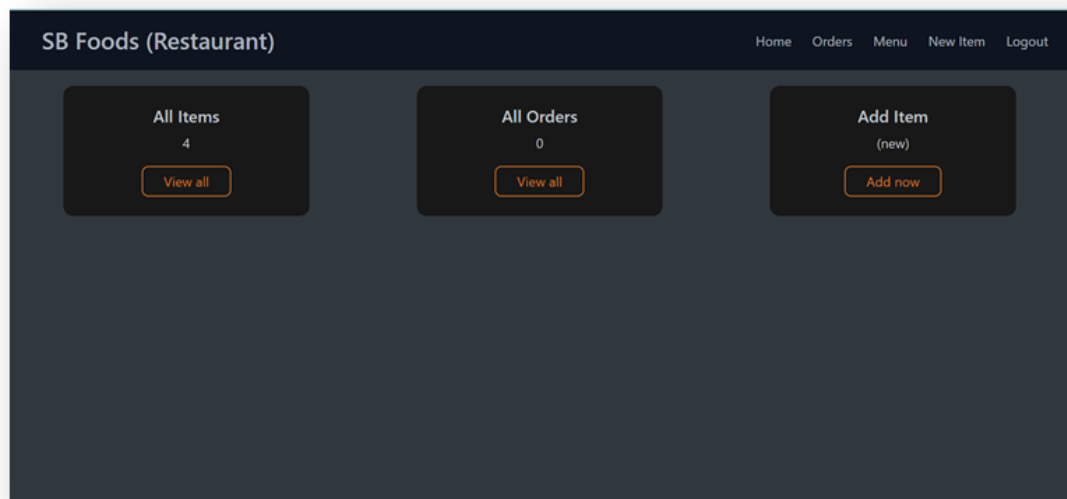 SB Foods (Restaurant)
Home Orders Menu New Item Logout
All Items
4
View all
All Orders
0
View all
Add Item
(new)
Add now